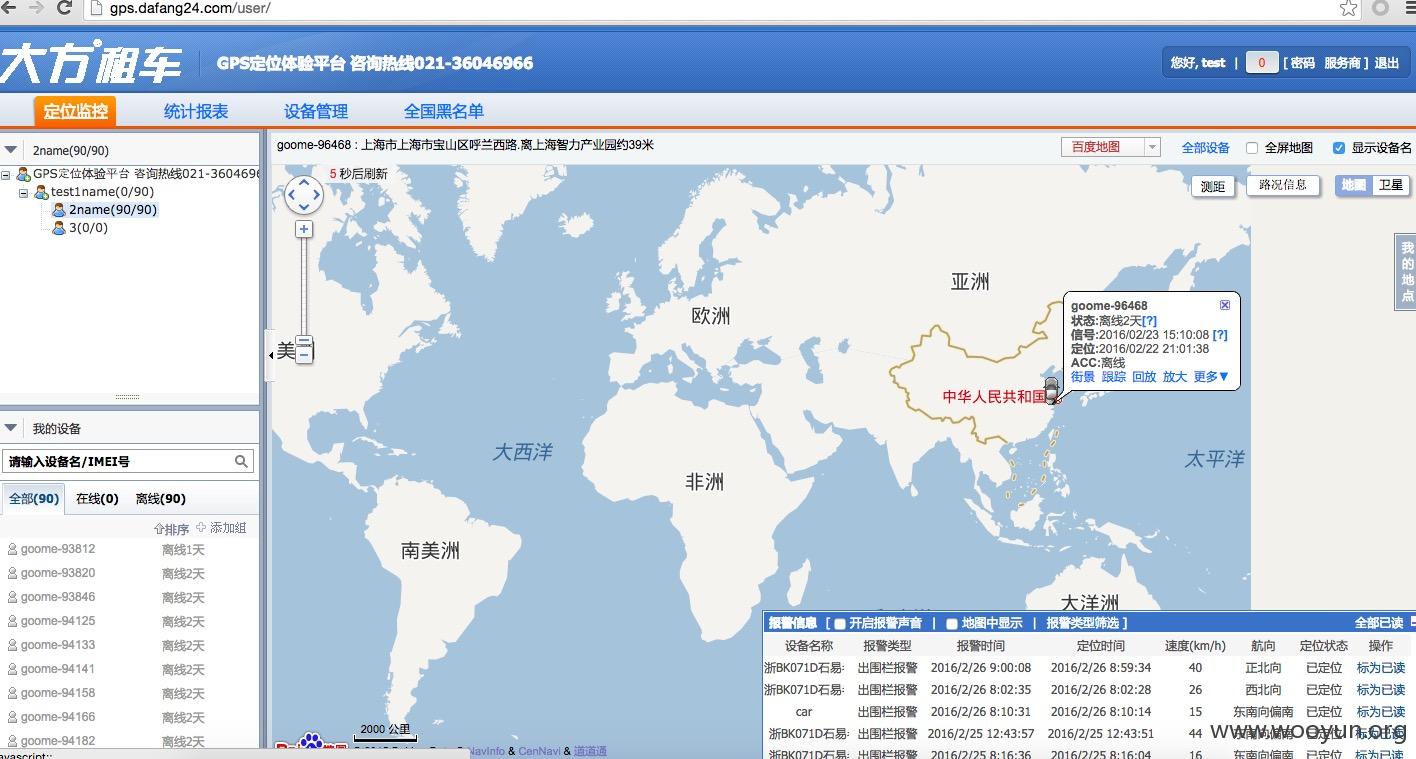 gps.dafang24.com/user/
大方租车
GPS定位体验平台 咨询热线021-36046966
您好, test | 0 [ 密码 服务商 ] 退出
定位监控 统计报表 设备管理 全国黑名单
2name(90/90)
GPS定位体验平台 咨询热线021-3604696
test1name(0/90)
2name(90/90)
3(0/0)
我的设备
请输入设备名/IMEI号
全部(90) 在线(0) 离线(90)
排序 添加组
goome-93812 离线1天
goome-93820 离线2天
goome-93846 离线2天
goome-94125 离线2天
goome-94133 离线2天
goome-94141 离线2天
goome-94158 离线2天
goome-94166 离线2天
goome-94182 离线2天
avascript:;
goome-96468 : 上海市上海市宝山区呼兰西路,离上海智力产业园约39米
百度地图 全部设备 全屏地图 显示设备名
5 秒后刷新
测距 路况信息 地图 卫星
我的地点
亚洲
欧洲
美
中华人民共和国
大西洋
太平洋
非洲
南美洲
大洋洲
goome-96468
状态:离线2天[?]
信号:2016/02/23 15:10:08 [?]
定位:2016/02/22 21:01:38
ACC:离线
街景 跟踪 回放 放大 更多▼
2000 公里
NavInfo & CenNavi & 道道通
报警信息 [ 开启报警声音 | 地图中显示 | 报警类型筛选 ] 全部已读
设备名称 报警类型 报警时间 定位时间 速度(km/h) 航向 定位状态 操作
浙BK071D石易 出围栏报警 2016/2/26 9:00:08 2016/2/26 8:59:34 40 正北向 已定位 标为已读
浙BK071D石易 出围栏报警 2016/2/26 8:02:35 2016/2/26 8:02:28 26 西北向 已定位 标为已读
car 出围栏报警 2016/2/26 8:10:31 2016/2/26 8:10:14 15 东南向偏南 已定位 标为已读
浙BK071D石易 出围栏报警 2016/2/25 12:43:57 2016/2/25 12:43:51 44 东南向偏南 已定位 标为已读
浙BK071D石易 出围栏报警 2016/2/25 8:16:36 2016/2/25 8:16:04 16 东南向偏南 已定位 标为已读
www.wooyun.org